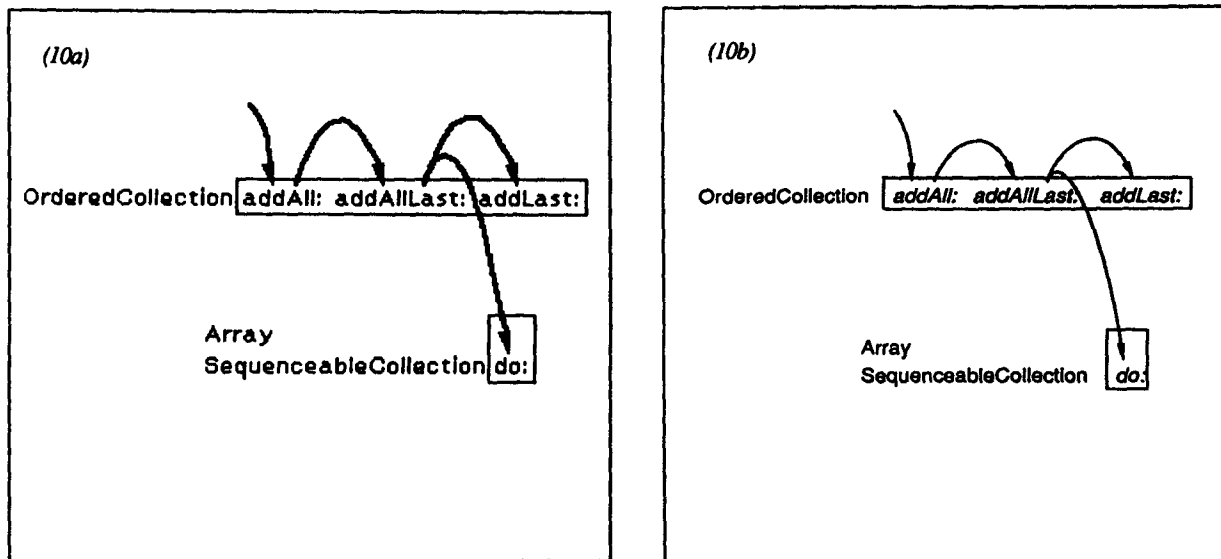 (10a)
OrderedCollection addAll: addAllLast: addLast:
Array
SequenceableCollection do:
(10b)
OrderedCollection addAll: addAllLast: addLast:
Array
SequenceableCollection do: